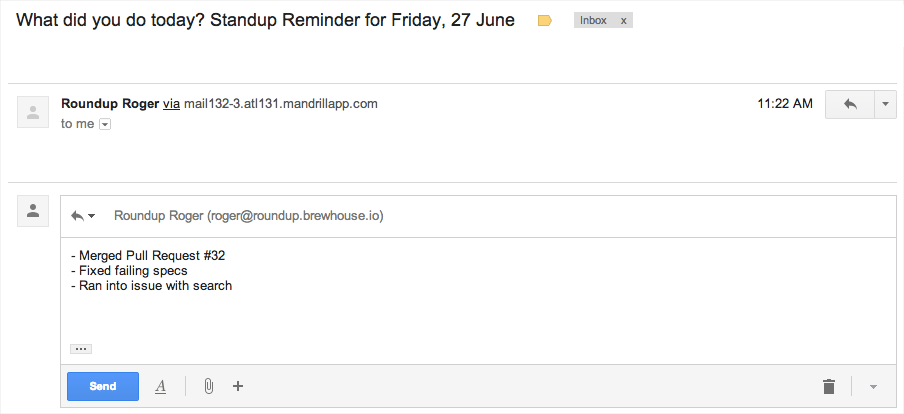 What did you do today? Standup Reminder for Friday, 27 June Inbox x
Roundup Roger via mail132-3.atl131.mandrillapp.com 11:22 AM
to me
Roundup Roger (roger@roundup.brewhouse.io)
- Merged Pull Request #32
- Fixed failing specs
- Ran into issue with search
Send A